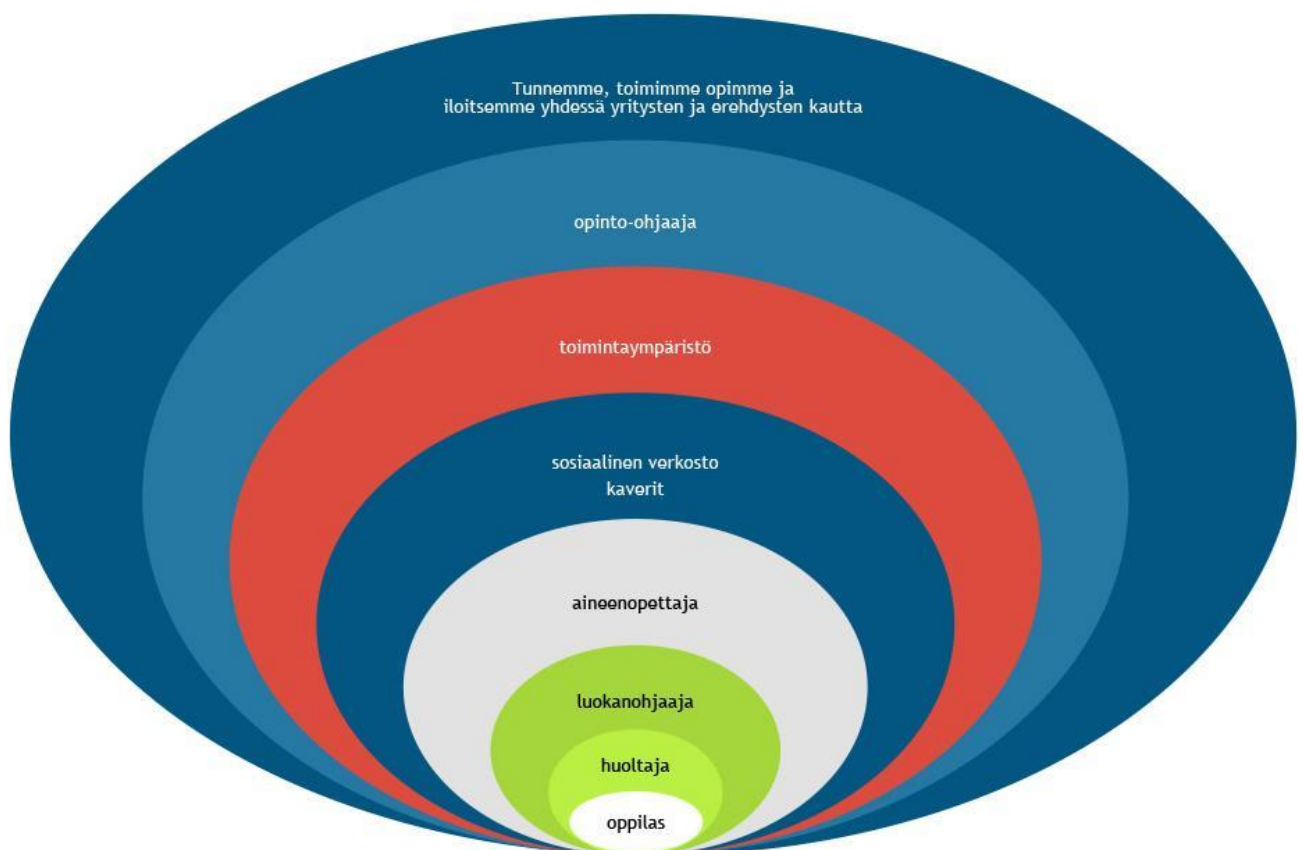 Tunnemme, toimimme opimme ja
iloitsemme yhdessä yritysten ja erehdysten kautta
opinto-ohjaaja
toimintaympäristö
sosiaalinen verkosto
kaverit
aineenopettaja
luokanohjaaja
huoltaja
oppilas